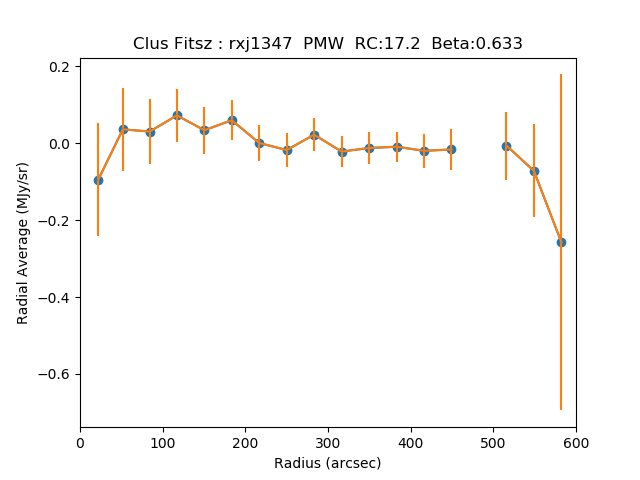 Clus Fitsz : rxj1347  PMW  RC:17.2  Beta:0.633
0.2
0.0
−0.2
−0.4
−0.6
Radial Average (MJy/sr)
0 100 200 300 400 500 600
Radius (arcsec)